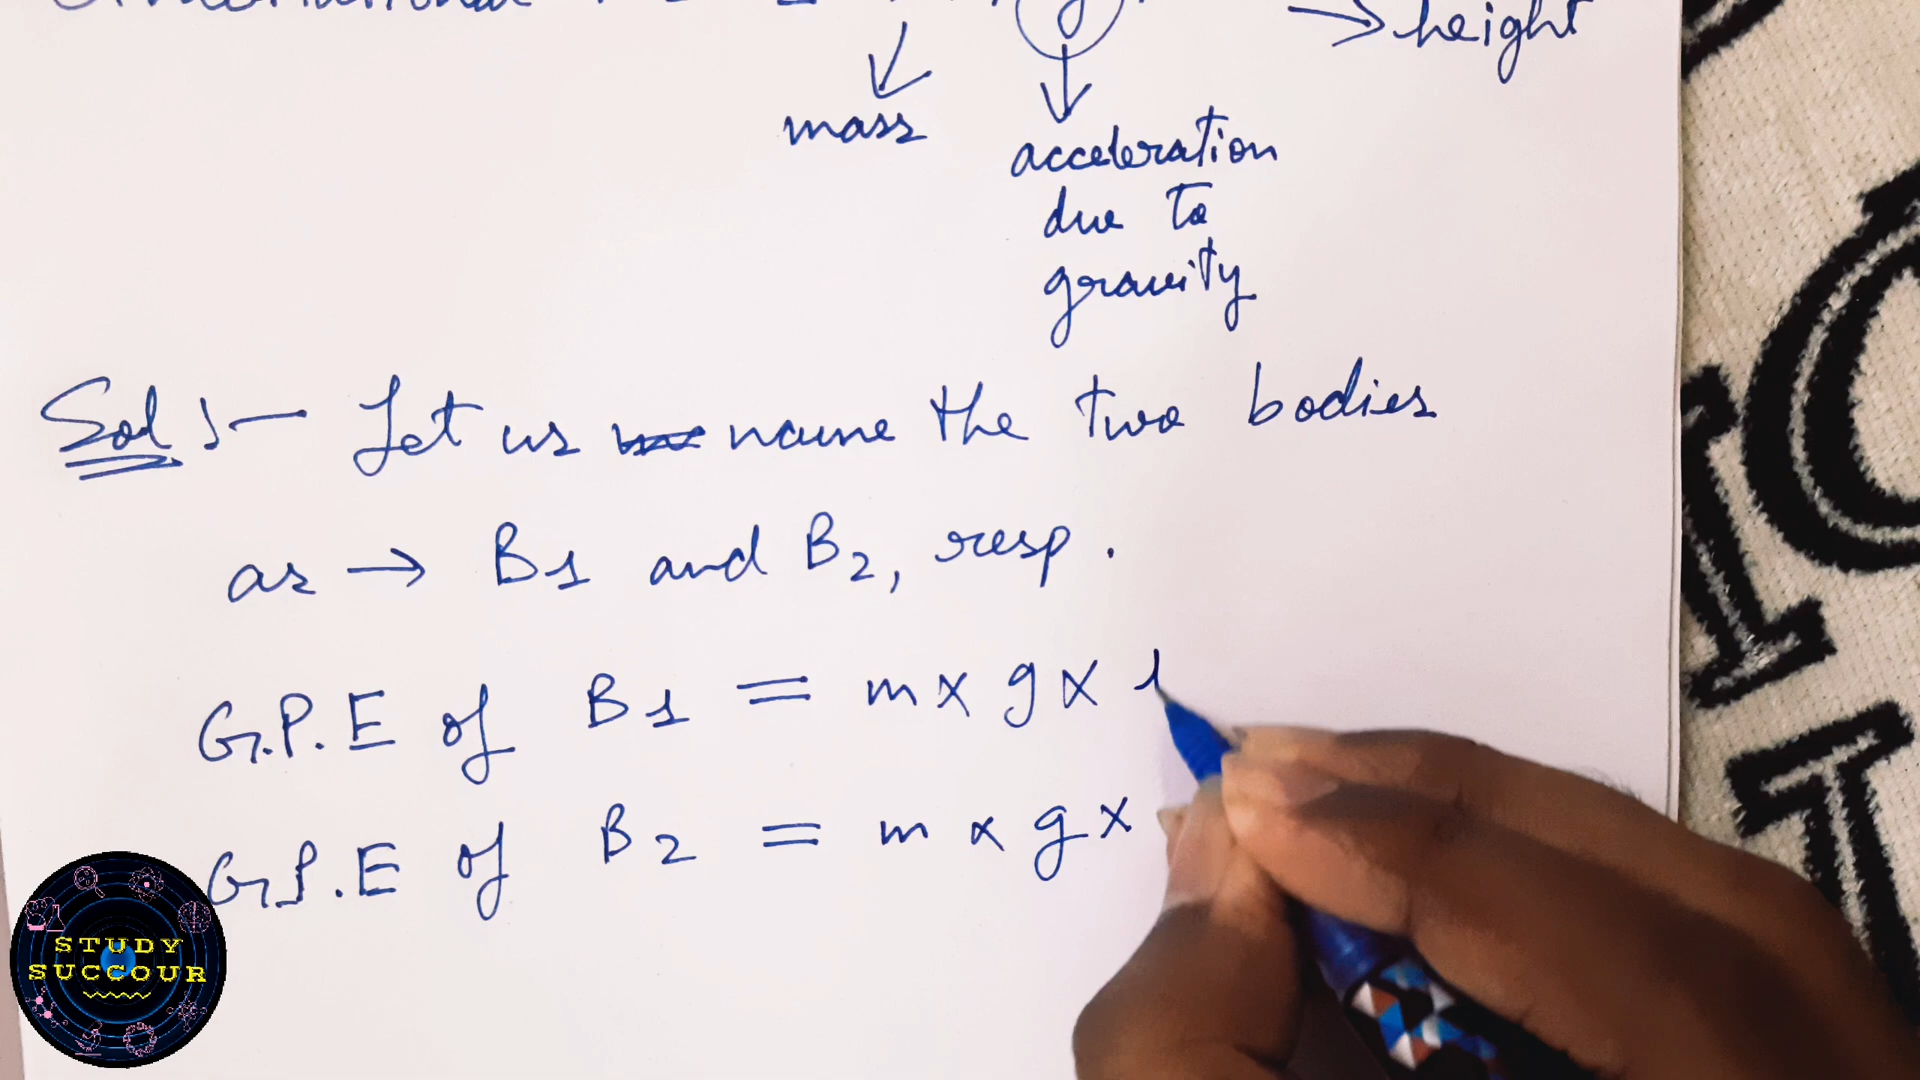 height
mass
acceleration
due to
gravity
Sol :- Let us name the two bodies
as → B1 and B2, resp.
G.P.E of B1 = m x g x
G.P.E of B2 = m x g x
STUDY
SUCCOUR